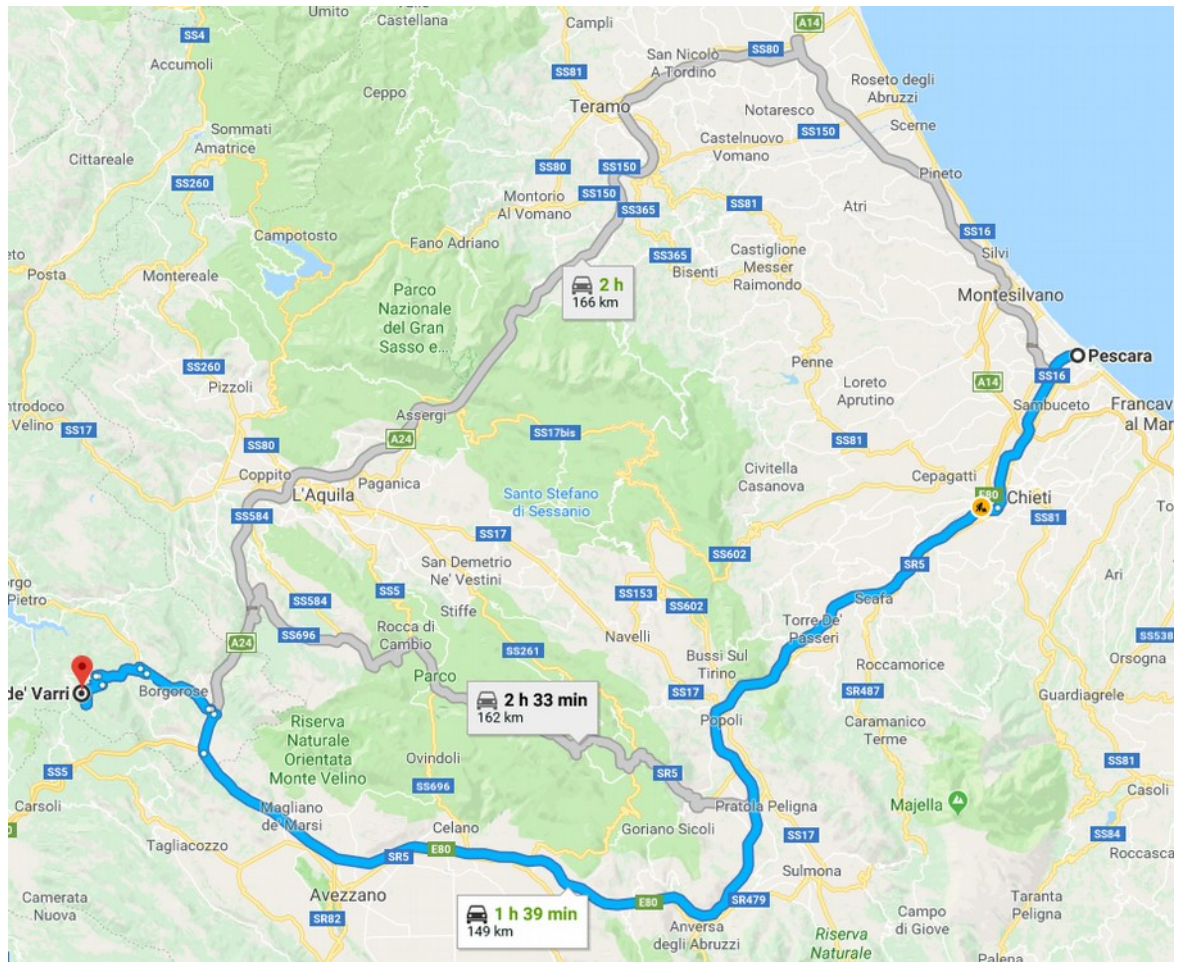 Umito
Castellana
Campli
A14
SS4
Accumoli
San Nicolò
A Tordino
SS80
SS81
Roseto degli
Abruzzi
Ceppo
Teramo
Notaresco
Scerne
Sommati
Amatrice
Castelnuovo
Vomano
SS150
Cittareale
SS80
SS150
Pineto
SS260
SS150
Montorio
Al Vomano
SS365
SS81
Atri
Campotosto
Fano Adriano
SS16
Silvi
SS365
Castiglione
Messer
Raimondo
Bisenti
Posta
Montereale
2 h
166 km
Parco
Nazionale
del Gran
Sasso e...
Montesilvano
Pescara
SS260
Pizzoli
Penne
Loreto
Aprutino
A14
SS16
Sambuceto
Francav
al Mar
ntrodoco
Velino
SS17
Assergi
A24
SS17bis
SS81
SS80
Coppito
Paganica
L'Aquila
Civitella
Casanova
Cepagatti
E80
Chieti
Santo Stefano
di Sessanio
SS584
SS17
SS81
SS602
San Demetrio
Ne' Vestini
SR5
Ari
orgo
Pietro
SS5
SS584
Stiffe
SS153
SS602
Scafa
Torre De'
Passeri
SS696
Rocca di
Cambio
Navelli
SS538
A24
SS261
Bussi Sul
Tirino
Roccamorice
Orsogna
de' Varri
Borgorose
Parco
SS17
SR487
Guardiagrele
2 h 33 min
162 km
Popoli
Caramanico
Terme
Riserva
Naturale
Orientata
Monte Velino
Ovindoli
SS5
SR5
SS81
Carsoli
SS696
Casoli
Magliano
de' Marsi
Pratola Peligna
Majella
Celano
Goriano Sicoli
SS17
SS84
Tagliacozzo
SR5
E80
Roccasca
Sulmona
Avezzano
E80
SR479
Camerata
Nuova
SR82
1 h 39 min
149 km
Anversa
degli Abruzzi
Campo
di Giove
Taranta
Peligna
Riserva
Naturale
Palena